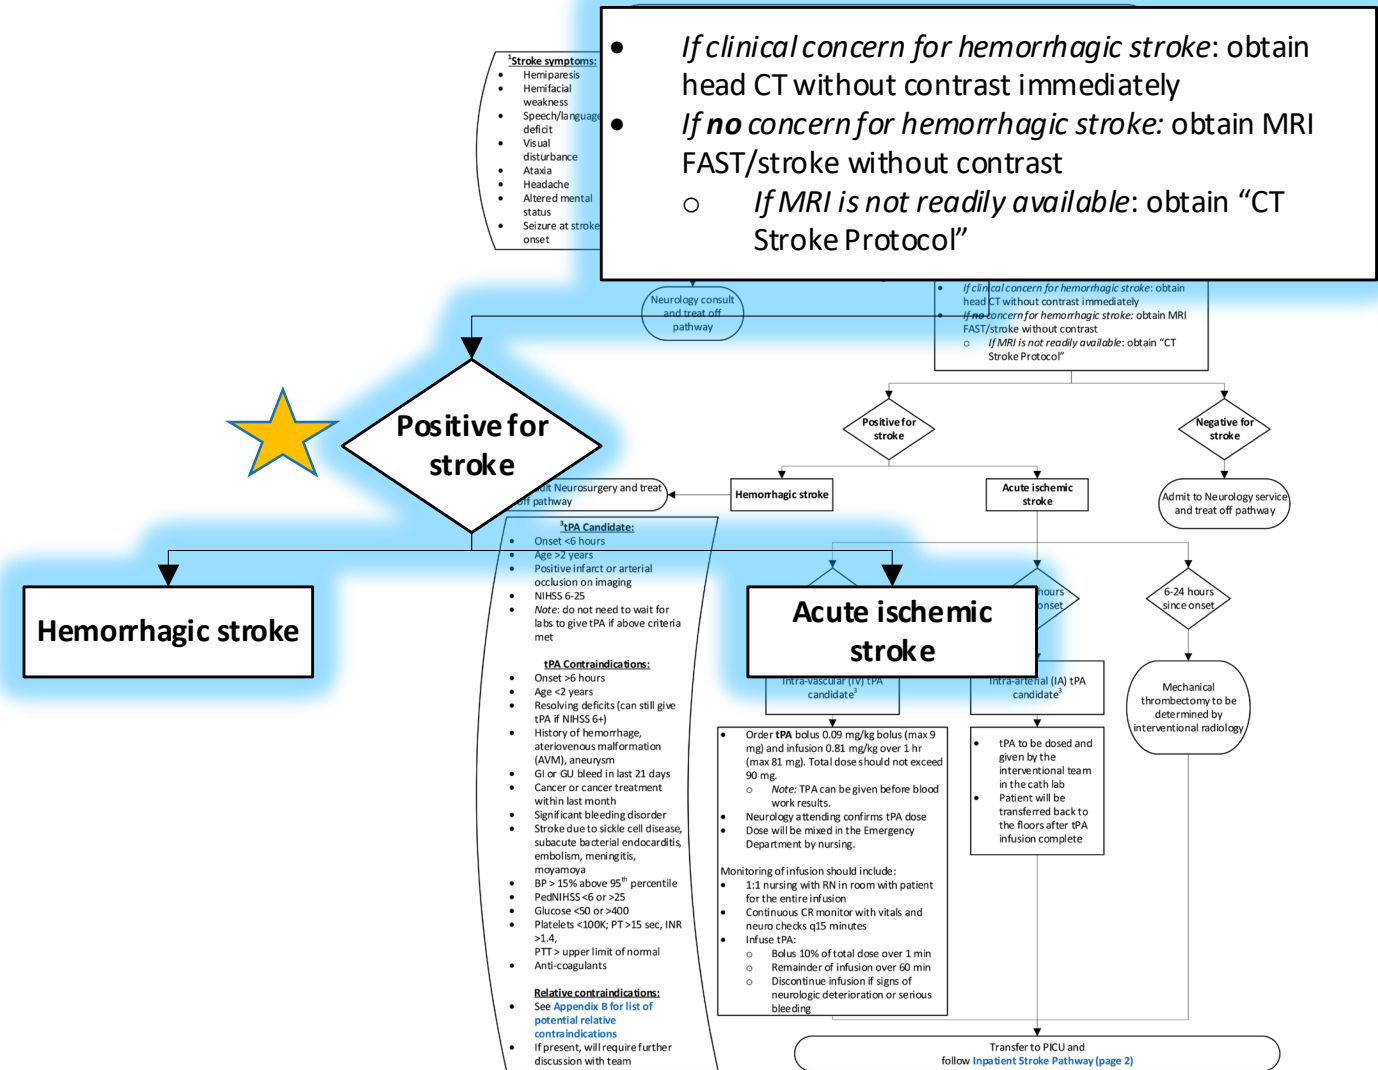 If clinical concern for hemorrhagic stroke: obtain
head CT without contrast immediately
If no concern for hemorrhagic stroke: obtain MRI
FAST/stroke without contrast
If MRI is not readily available: obtain “CT
Stroke Protocol”
1Stroke symptoms:
Hemiparesis
Hemifacial
weakness
Speech/language
deficit
Visual
disturbance
Ataxia
Headache
Altered mental
status
Seizure at stroke
onset
Neurology consult
and treat off
pathway
If clinical concern for hemorrhagic stroke: obtain
head CT without contrast immediately
If no concern for hemorrhagic stroke: obtain MRI
FAST/stroke without contrast
If MRI is not readily available: obtain “CT
Stroke Protocol”
Positive for
stroke
Positive for
stroke
Negative for
stroke
Neurosurgery and treat
off pathway
Hemorrhagic stroke
Acute ischemic
stroke
Admit to Neurology service
and treat off pathway
Hemorrhagic stroke
Acute ischemic
stroke
hours
onset
6-24 hours
since onset
3tPA Candidate:
Onset <6 hours
Age >2 years
Positive infarct or arterial
occlusion on imaging
NIHSS 6-25
Note: do not need to wait for
labs to give tPA if above criteria
met
tPA Contraindications:
Onset >6 hours
Age <2 years
Resolving deficits (can still give
tPA if NIHSS 6+)
History of hemorrhage,
ateriovenous malformation
(AVM), aneurysm
GI or GU bleed in last 21 days
Cancer or cancer treatment
within last month
Significant bleeding disorder
Stroke due to sickle cell disease,
subacute bacterial endocarditis,
embolism, meningitis,
moyamoya
BP > 15% above 95th percentile
PedNIHSS <6 or >25
Glucose <50 or >400
Platelets <100K; PT >15 sec, INR
>1.4,
PTT > upper limit of normal
Anti-coagulants
Relative contraindications:
See Appendix B for list of
potential relative
contraindications
If present, will require further
discussion with team
Intra-vascular (IV) tPA
candidate3
Order tPA bolus 0.09 mg/kg bolus (max 9
mg) and infusion 0.81 mg/kg over 1 hr
(max 81 mg). Total dose should not exceed
90 mg.
Note: TPA can be given before blood
work results.
Neurology attending confirms tPA dose
Dose will be mixed in the Emergency
Department by nursing.
Monitoring of infusion should include:
1:1 nursing with RN in room with patient
for the entire infusion
Continuous CR monitor with vitals and
neuro checks q15 minutes
Infuse tPA:
Bolus 10% of total dose over 1 min
Remainder of infusion over 60 min
Discontinue infusion if signs of
neurologic deterioration or serious
bleeding
Intra-arterial (IA) tPA
candidate3
tPA to be dosed and
given by the
interventional team
in the cath lab
Patient will be
transferred back to
the floors after tPA
infusion complete
Mechanical
thrombectomy to be
determined by
interventional radiology
Transfer to PICU and
follow Inpatient Stroke Pathway (page 2)